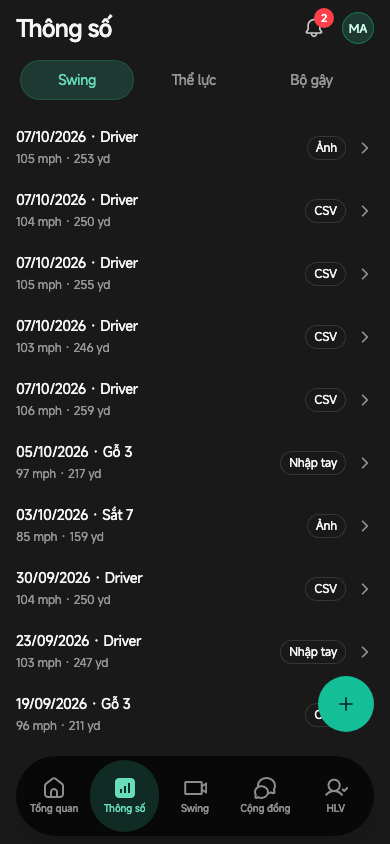 Thông số
2
MA
Swing
Thể lực
Bộ gậy
07/10/2026 · Driver
105 mph · 253 yd
Ảnh
07/10/2026 · Driver
104 mph · 250 yd
CSV
07/10/2026 · Driver
105 mph · 255 yd
CSV
07/10/2026 · Driver
103 mph · 246 yd
CSV
07/10/2026 · Driver
106 mph · 259 yd
CSV
05/10/2026 · Gỗ 3
97 mph · 217 yd
Nhập tay
03/10/2026 · Sắt 7
85 mph · 159 yd
Ảnh
30/09/2026 · Driver
104 mph · 250 yd
CSV
23/09/2026 · Driver
103 mph · 247 yd
Nhập tay
19/09/2026 · Gỗ 3
96 mph · 211 yd
Tổng quan
Thông số
Swing
Cộng đồng
HLV